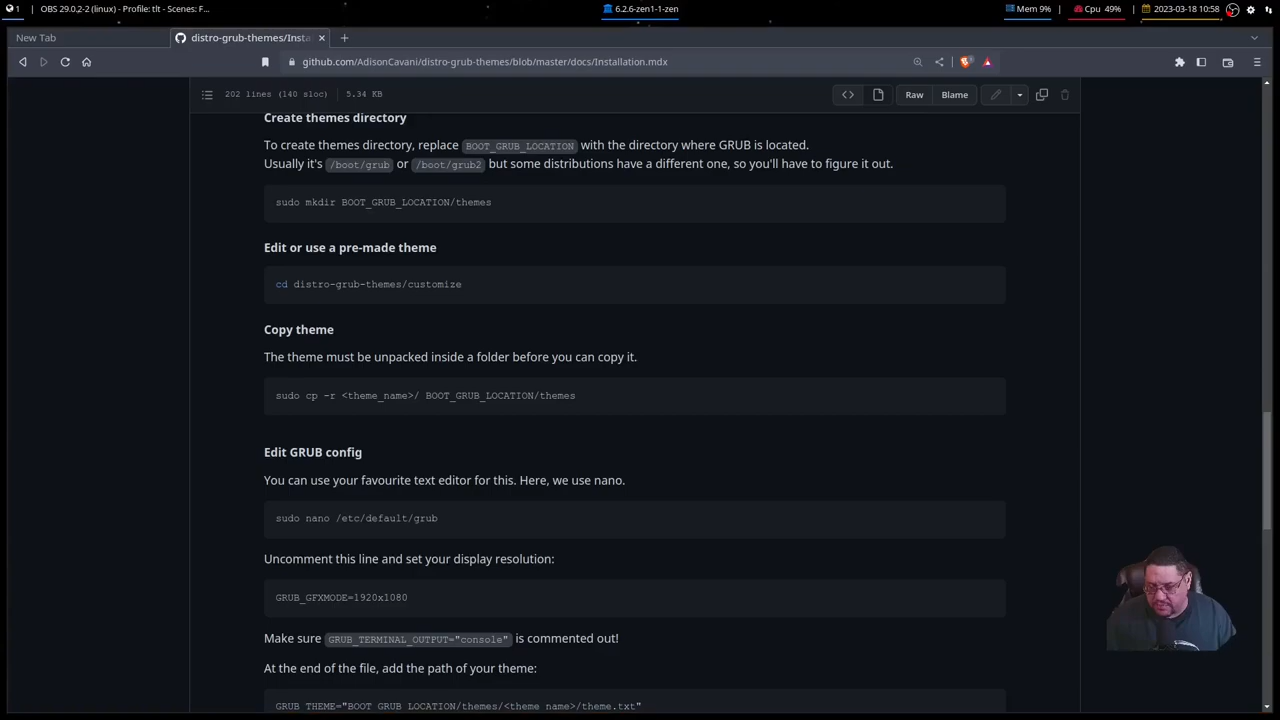 1 | OBS 29.0.2-2 (linux) - Profile: tlt - Scenes: F...
6.2.6-zen1-1-zen
Mem 9% | Cpu 49% | 2023-03-18 10:58
New Tab
distro-grub-themes/Insta
github.com/AdisonCavani/distro-grub-themes/blob/master/docs/Installation.mdx
202 lines (140 sloc) | 5.34 KB
Raw
Blame
Create themes directory
To create themes directory, replace BOOT_GRUB_LOCATION with the directory where GRUB is located.
Usually it's /boot/grub or /boot/grub2 but some distributions have a different one, so you'll have to figure it out.
sudo mkdir BOOT_GRUB_LOCATION/themes
Edit or use a pre-made theme
cd distro-grub-themes/customize
Copy theme
The theme must be unpacked inside a folder before you can copy it.
sudo cp -r <theme_name>/ BOOT_GRUB_LOCATION/themes
Edit GRUB config
You can use your favourite text editor for this. Here, we use nano.
sudo nano /etc/default/grub
Uncomment this line and set your display resolution:
GRUB_GFXMODE=1920x1080
Make sure GRUB_TERMINAL_OUTPUT="console" is commented out!
At the end of the file, add the path of your theme:
GRUB_THEME="BOOT_GRUB_LOCATION/themes/<theme_name>/theme.txt"